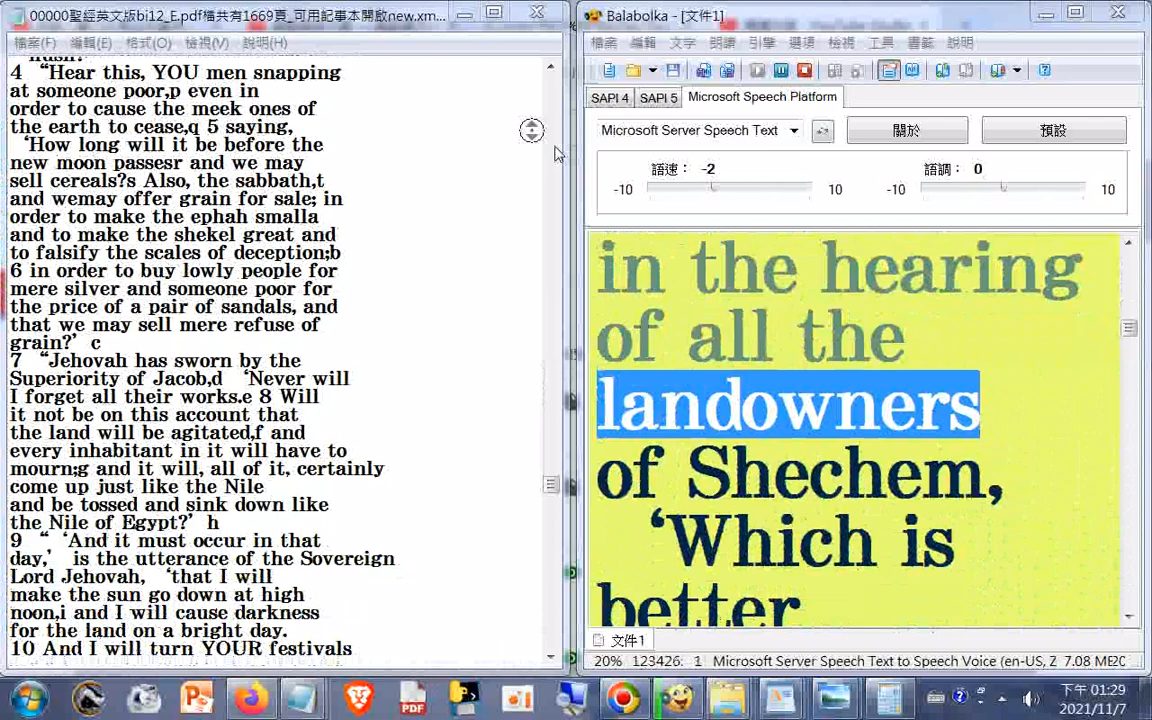 00000聖經英文版bi12_E.pdf檔共有1669頁_可用記事本開啟new.xm...
檔案(F) 編輯(E) 格式(O) 檢視(V) 說明(H)
4 “Hear this, YOU men snapping
at someone poor,p even in
order to cause the meek ones of
the earth to cease,q 5 saying,
‘How long will it be before the
new moon passesr and we may
sell cereals?s Also, the sabbath,t
and wemay offer grain for sale; in
order to make the ephah smalla
and to make the shekel great and
to falsify the scales of deception;b
6 in order to buy lowly people for
mere silver and someone poor for
the price of a pair of sandals, and
that we may sell mere refuse of
grain?’ c
7 “Jehovah has sworn by the
Superiority of Jacob,d ‘Never will
I forget all their works.e 8 Will
it not be on this account that
the land will be agitated,f and
every inhabitant in it will have to
mourn;g and it will, all of it, certainly
come up just like the Nile
and be tossed and sink down like
the Nile of Egypt?’ h
9 “ ‘And it must occur in that
day,’ is the utterance of the Sovereign
Lord Jehovah, ‘that I will
make the sun go down at high
noon,i and I will cause darkness
for the land on a bright day.
10 And I will turn YOUR festivals
Balabolka - [文件1]
檔案 編輯 文字 朗讀 引擎 選項 檢視 工具 書籤 說明
SAPI 4 SAPI 5 Microsoft Speech Platform
Microsoft Server Speech Text 關於 預設
語速： -2 語調： 0
-10 10 -10 10
in the hearing
of all the
landowners
of Shechem,
‘Which is
better
文件1
20% 123426: 1 Microsoft Server Speech Text to Speech Voice (en-US, Z 7.08 ME
下午 01:29
2021/11/7